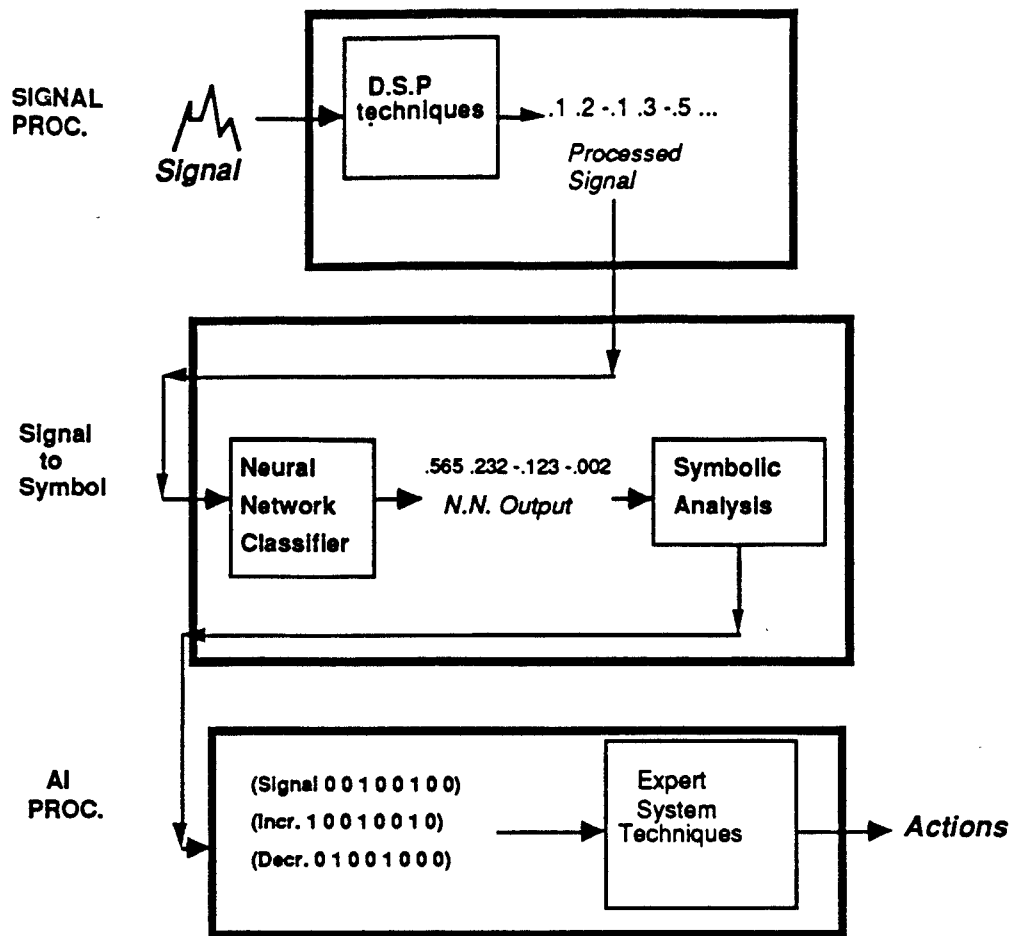 SIGNAL
PROC.
Signal
D.S.P
techniques
.1 .2 -.1 .3 -.5 ...
Processed
Signal
Signal
to
Symbol
Neural
Network
Classifier
.565 .232 -.123 -.002
N.N. Output
Symbolic
Analysis
AI
PROC.
(Signal 0 0 1 0 0 1 0 0)
(Incr. 1 0 0 1 0 0 1 0)
(Decr. 0 1 0 0 1 0 0 0)
Expert
System
Techniques
Actions